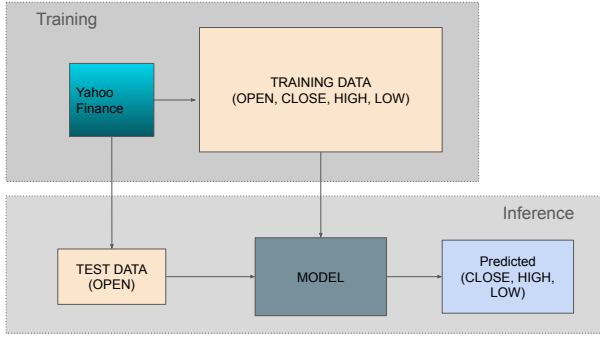 Training
Yahoo
Finance
TRAINING DATA
(OPEN, CLOSE, HIGH, LOW)
Inference
TEST DATA
(OPEN)
MODEL
Predicted
(CLOSE, HIGH,
LOW)